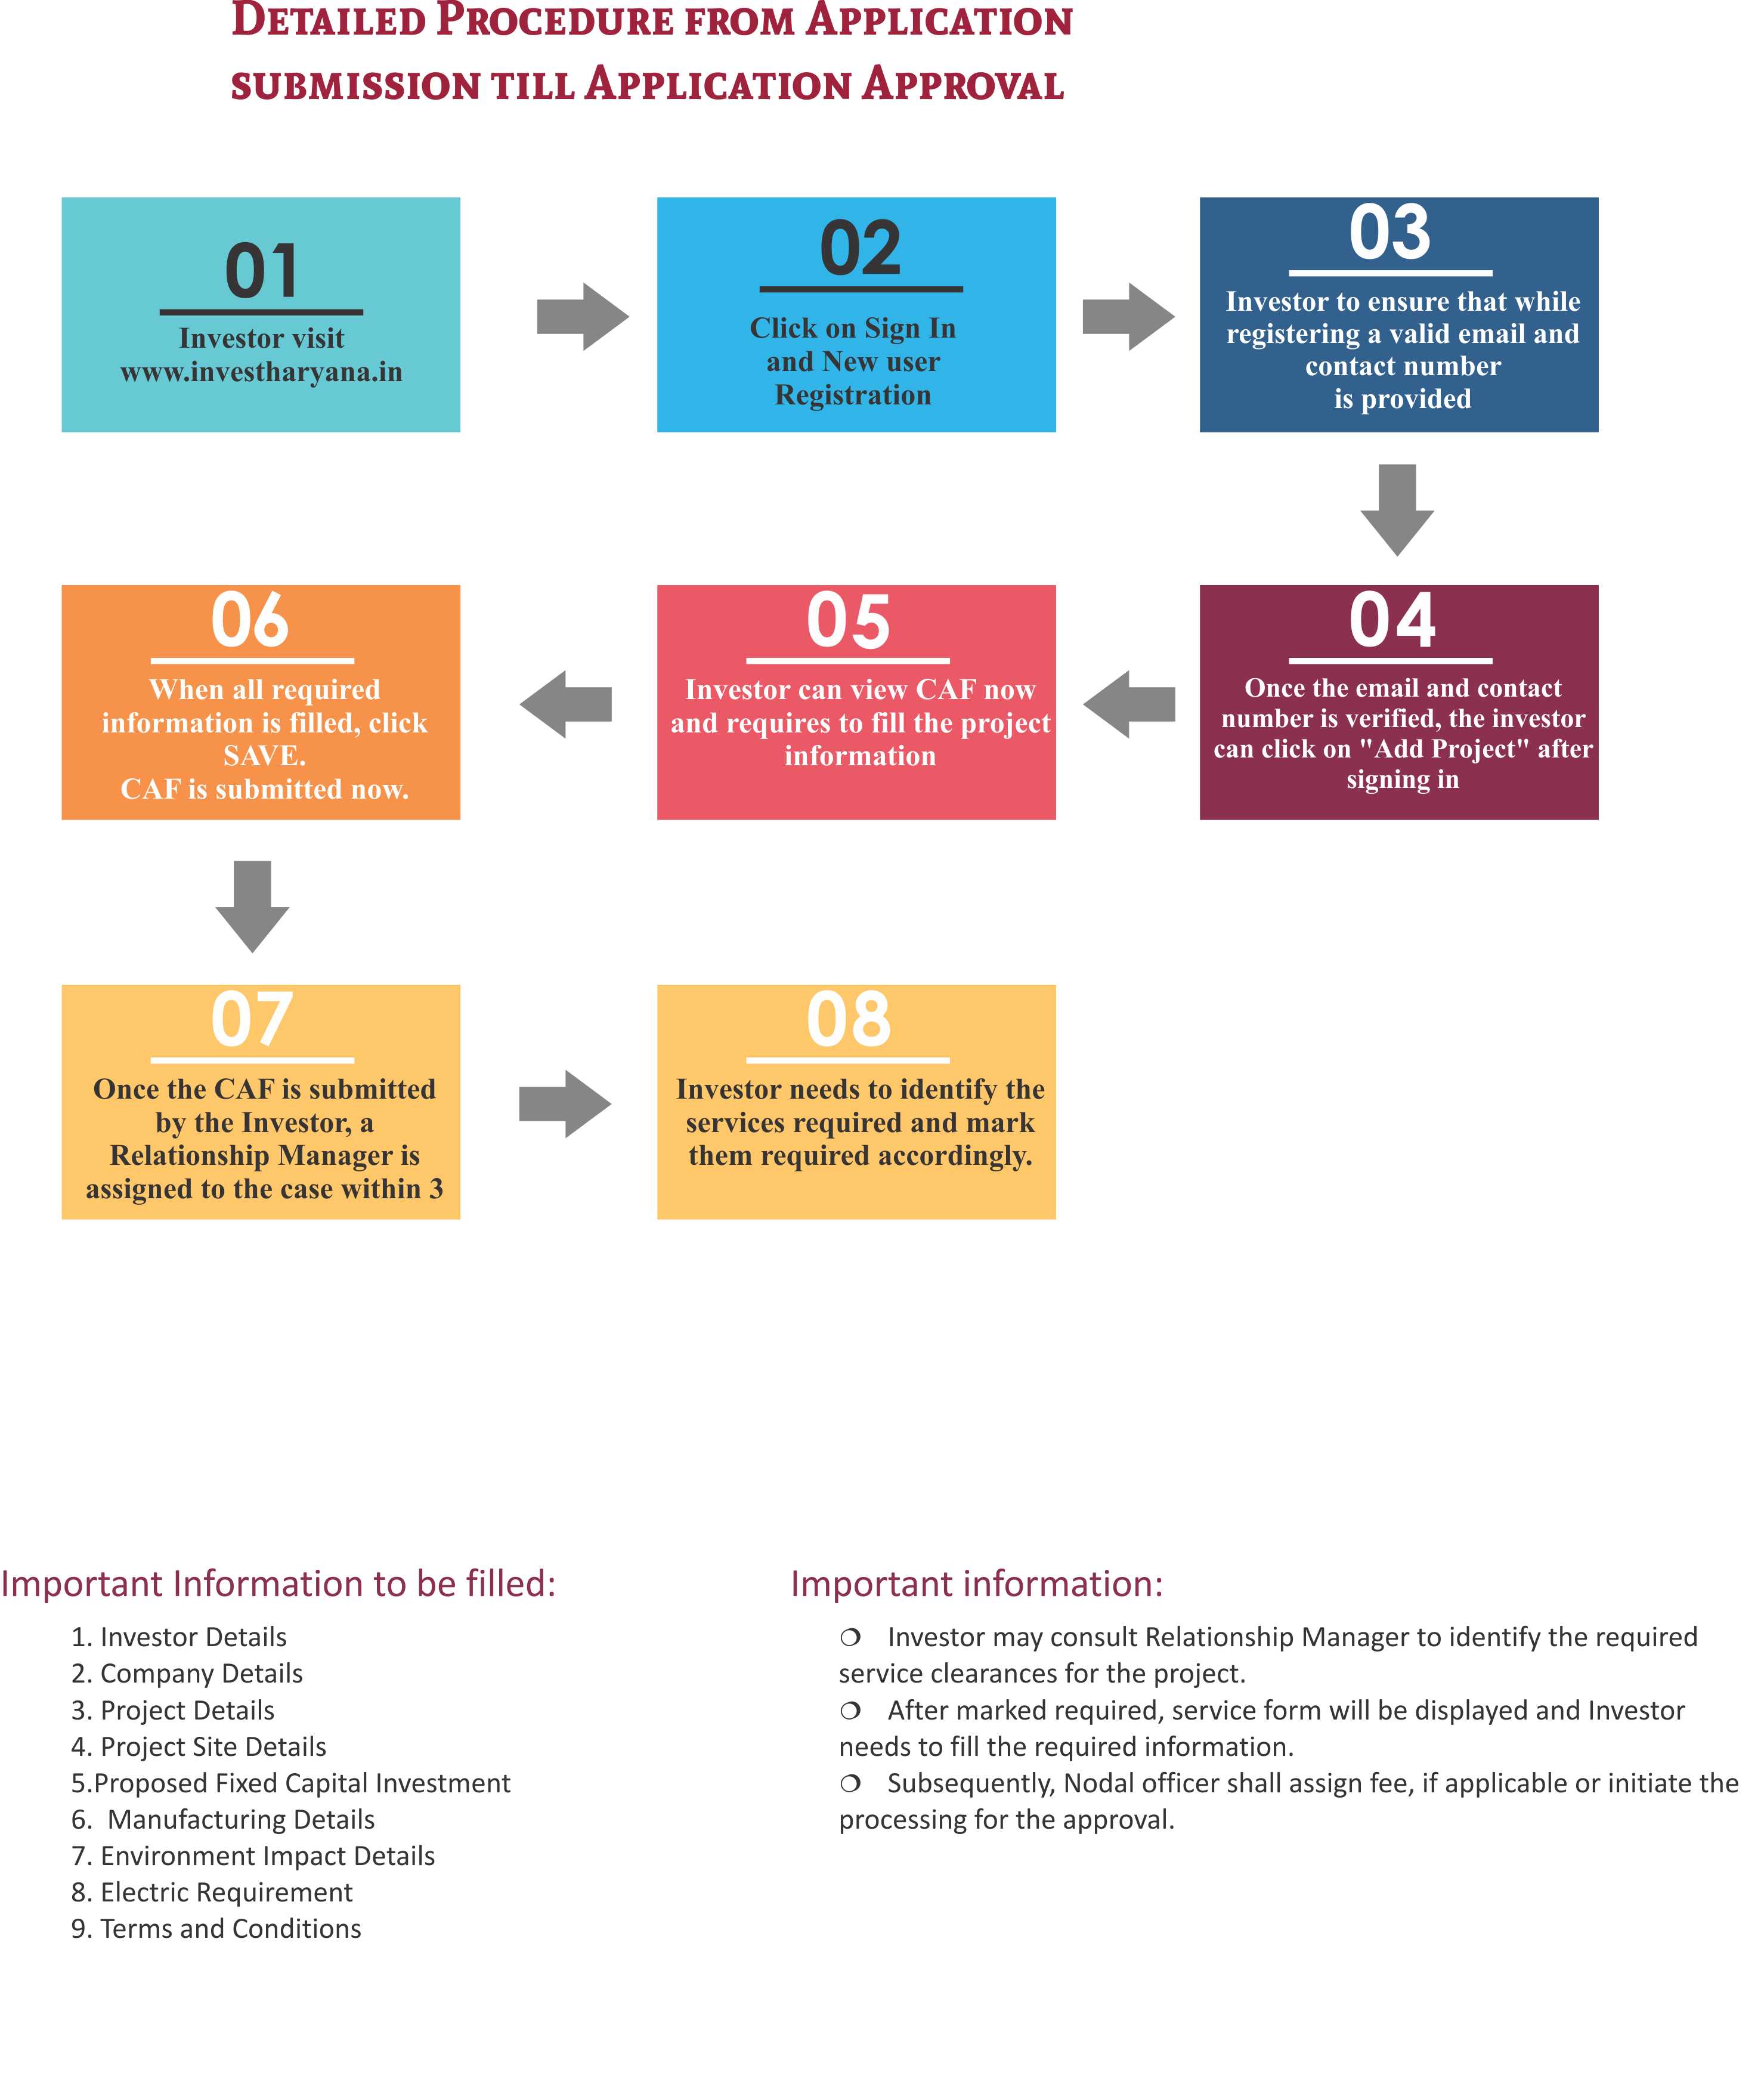 Detailed Procedure from Application
submission till Application Approval
01
Investor visit
www.investharyana.in
02
Click on Sign In
and New user
Registration
03
Investor to ensure that while
registering a valid email and
contact number
is provided
04
Once the email and contact
number is verified, the investor
can click on "Add Project" after
signing in
05
Investor can view CAF now
and requires to fill the project
information
06
When all required
information is filled, click
SAVE.
CAF is submitted now.
07
Once the CAF is submitted
by the Investor, a
Relationship Manager is
assigned to the case within 3
08
Investor needs to identify the
services required and mark
them required accordingly.
Important Information to be filled:
1. Investor Details
2. Company Details
3. Project Details
4. Project Site Details
5.Proposed Fixed Capital Investment
6.  Manufacturing Details
7. Environment Impact Details
8. Electric Requirement
9. Terms and Conditions
Important information:
❍ Investor may consult Relationship Manager to identify the required
service clearances for the project.
❍ After marked required, service form will be displayed and Investor
needs to fill the required information.
❍ Subsequently, Nodal officer shall assign fee, if applicable or initiate the
processing for the approval.